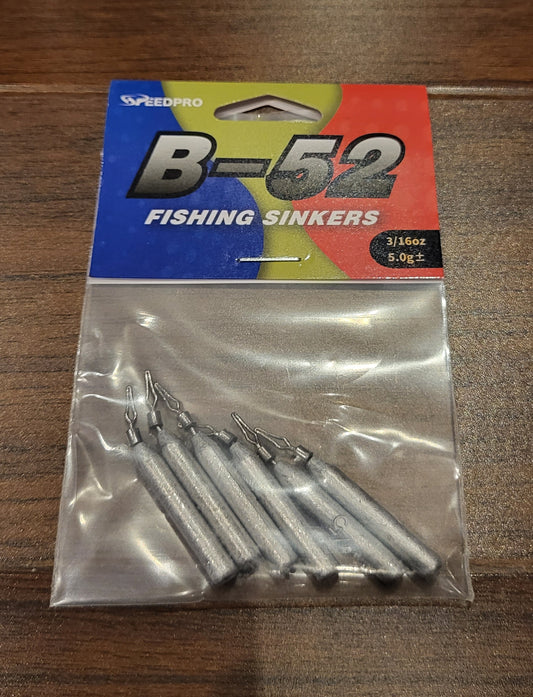 SPEEDPRO
B-52
FISHING SINKERS
3/16oz
5.0g±